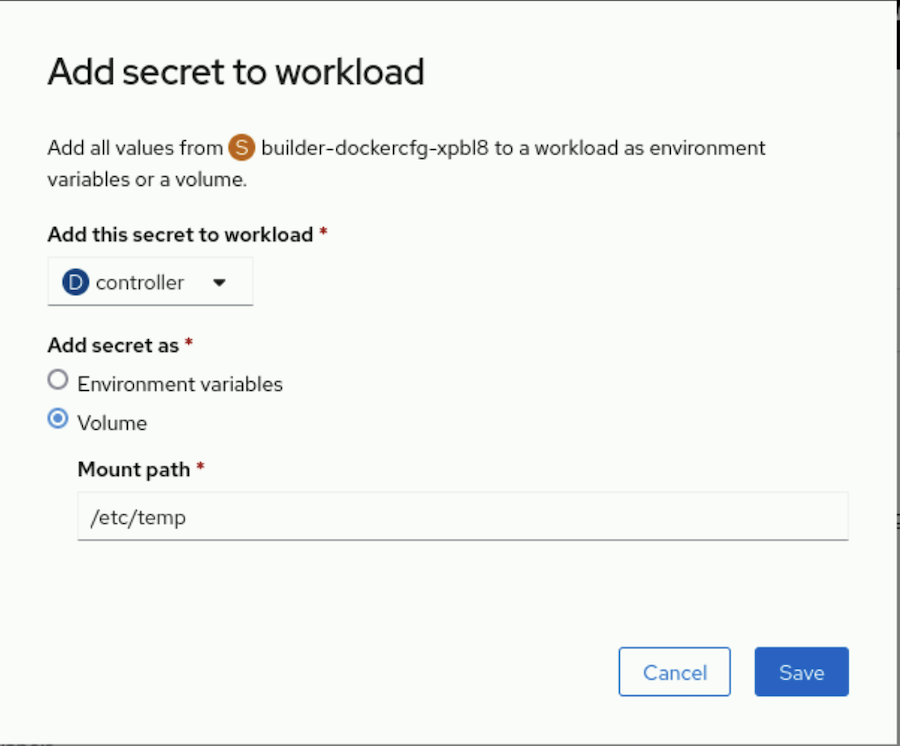 Add secret to workload
Add all values from S builder-dockercfg-xpbl8 to a workload as environment
variables or a volume.
Add this secret to workload *
D controller
Add secret as *
Environment variables
Volume
Mount path *
/etc/temp
Cancel Save